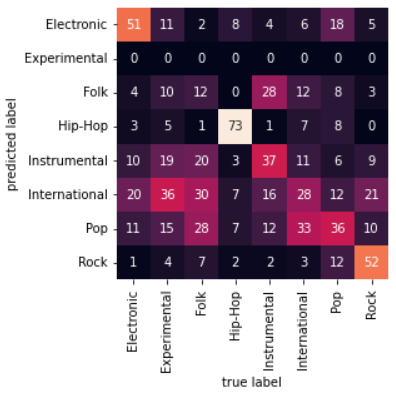 predicted label
Electronic 51 11 2 8 4 6 18 5
Experimental 0 0 0 0 0 0 0 0
Folk 4 10 12 0 28 12 8 3
Hip-Hop 3 5 1 73 1 7 8 0
Instrumental 10 19 20 3 37 11 6 9
International 20 36 30 7 16 28 12 21
Pop 11 15 28 7 12 33 36 10
Rock 1 4 7 2 2 3 12 52
Electronic Experimental Folk Hip-Hop Instrumental International Pop Rock
true label